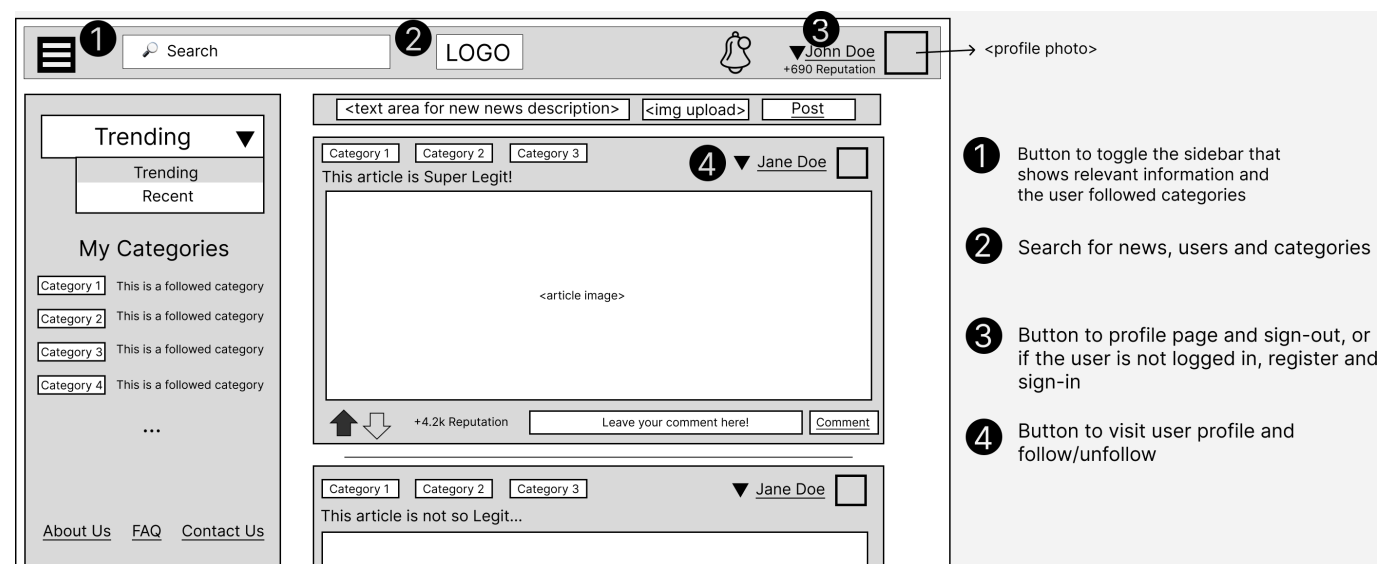 1
🔎 Search
2
LOGO
3
▼John Doe
+690 Reputation
<profile photo>
Trending ▼
Trending
Recent
My Categories
Category 1 This is a followed category
Category 2 This is a followed category
Category 3 This is a followed category
Category 4 This is a followed category
...
About Us FAQ Contact Us
<text area for new news description> <img upload> Post
Category 1 Category 2 Category 3
4 ▼ Jane Doe
This article is Super Legit!
<article image>
+4.2k Reputation Leave your comment here! Comment
Category 1 Category 2 Category 3
▼ Jane Doe
This article is not so Legit...
1 Button to toggle the sidebar that
shows relevant information and
the user followed categories
2 Search for news, users and categories
3 Button to profile page and sign-out, or
if the user is not logged in, register and
sign-in
4 Button to visit user profile and
follow/unfollow